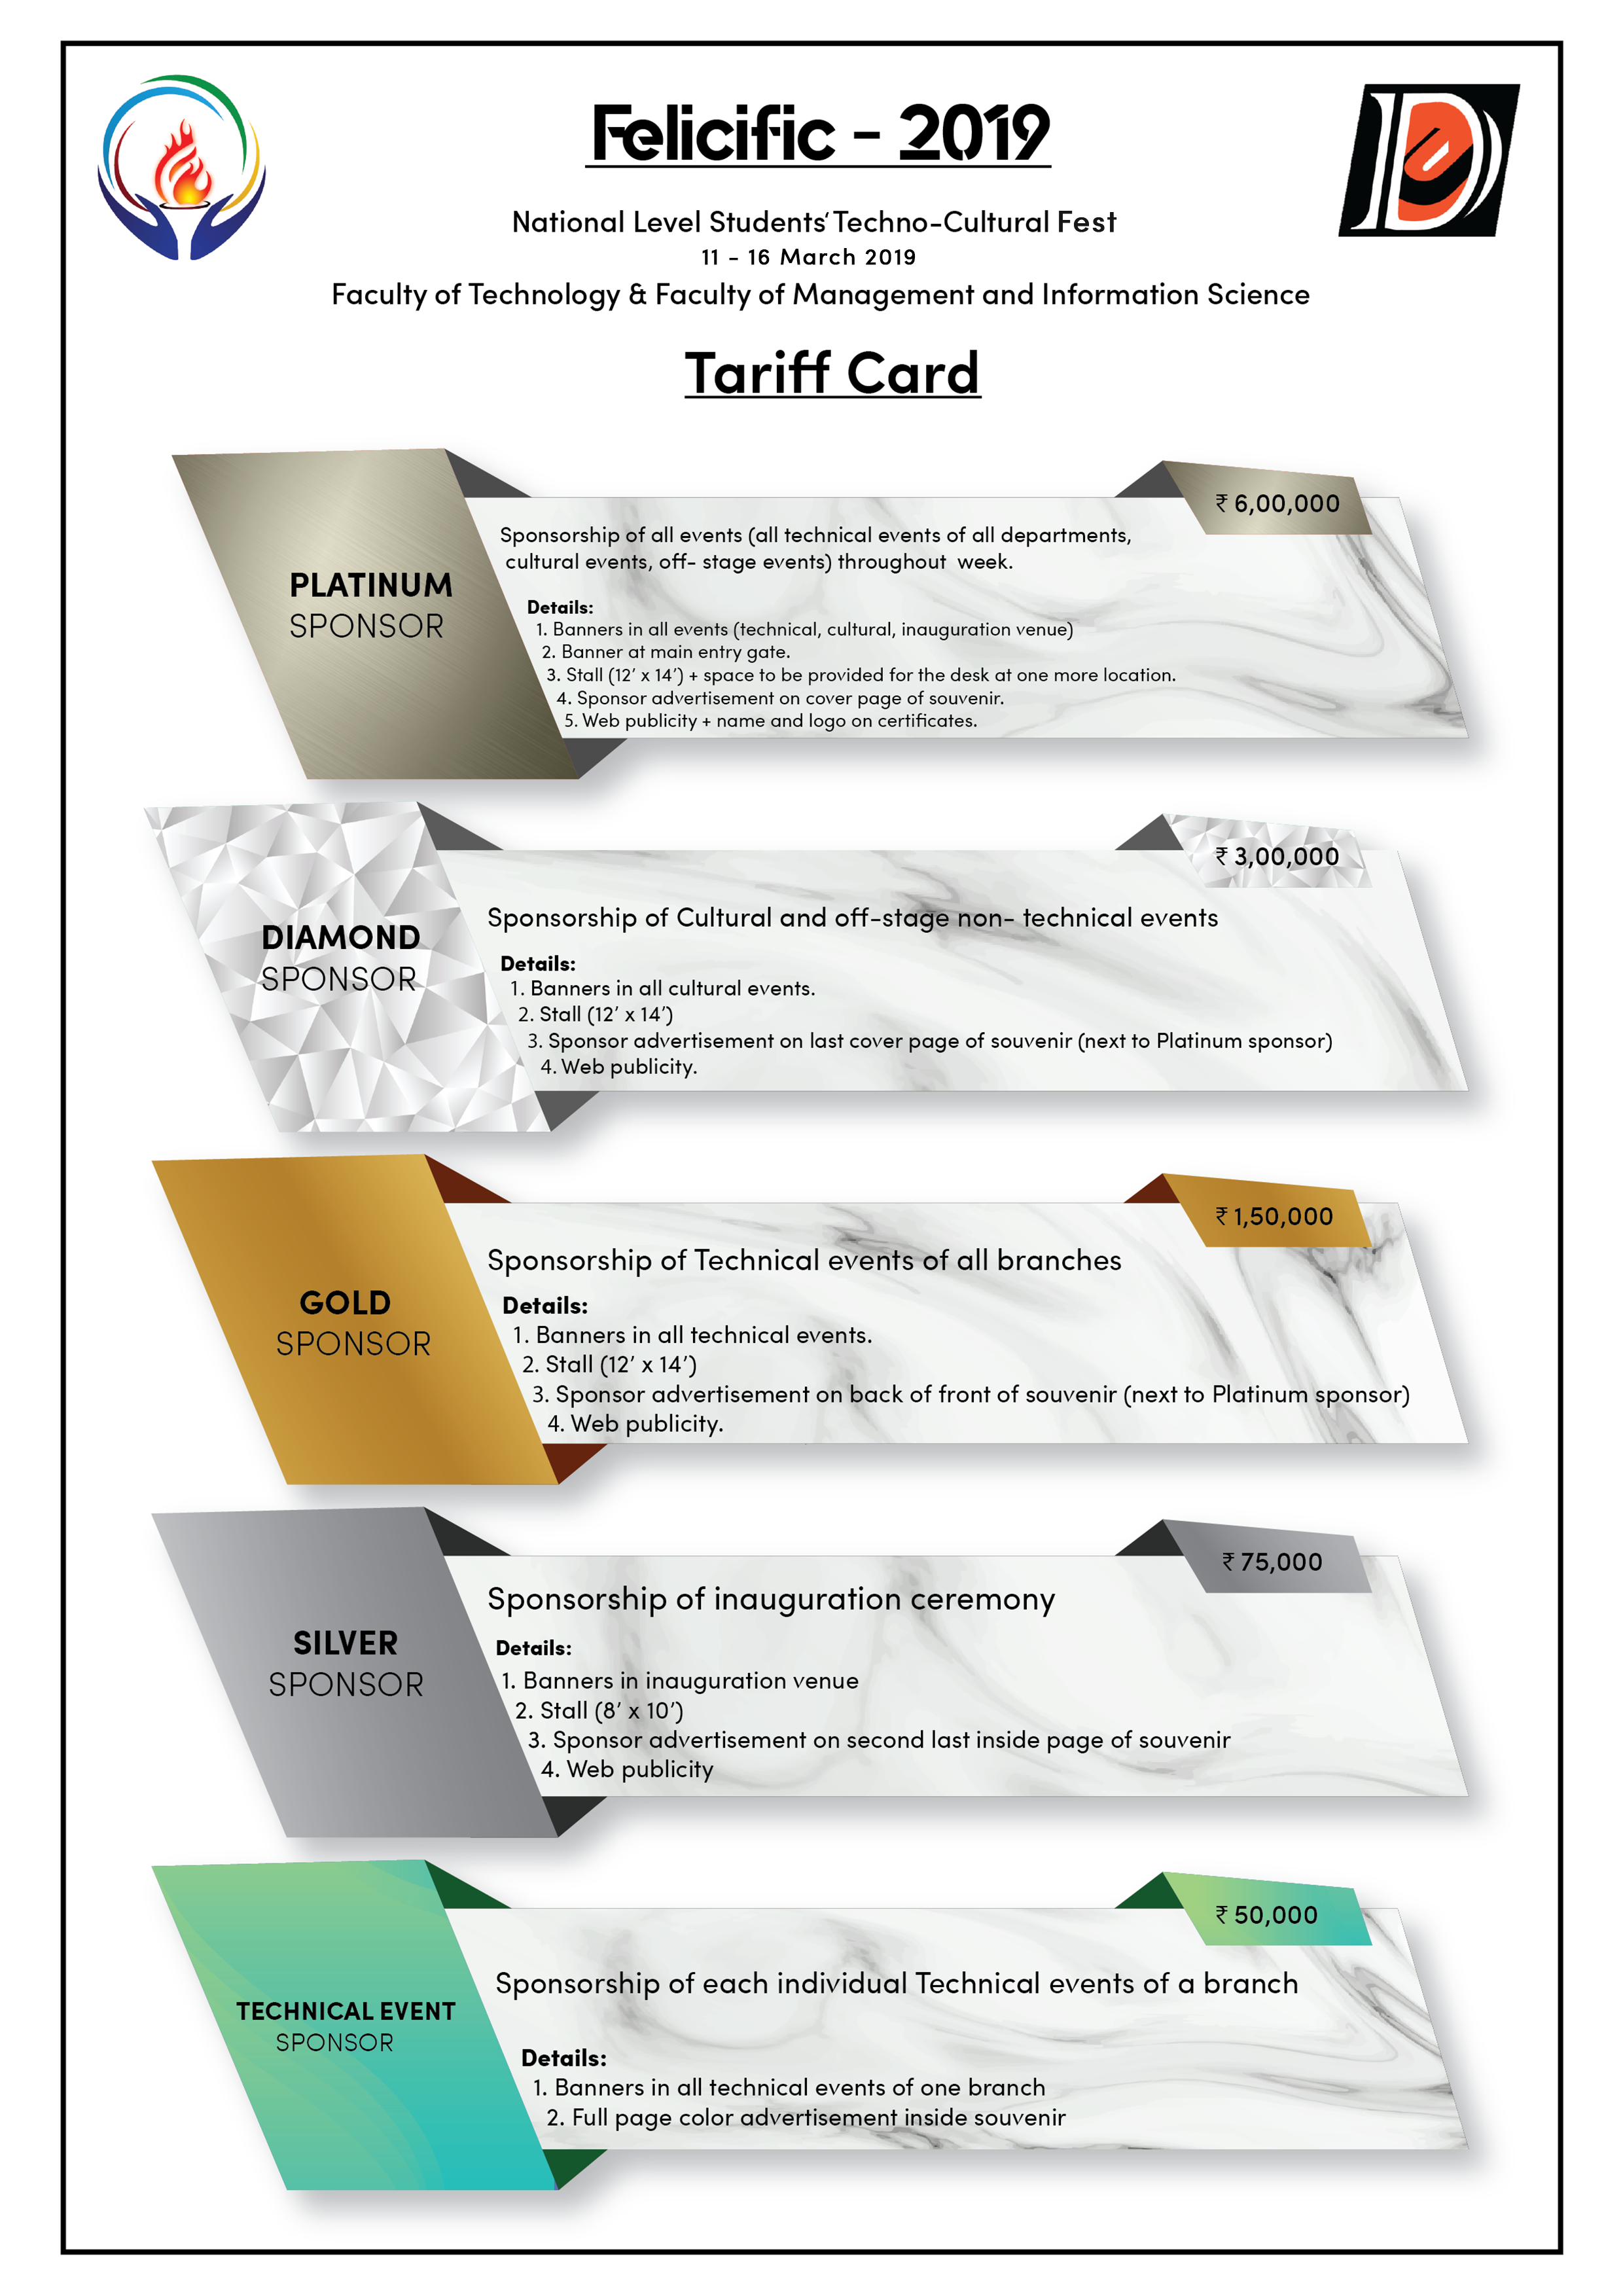 Felicific - 2019
National Level Students‘ Techno-Cultural Fest
11 - 16 March 2019
Faculty of Technology & Faculty of Management and Information Science
Tariff Card
PLATINUM
SPONSOR
₹ 6,00,000
Sponsorship of all events (all technical events of all departments,
cultural events, off- stage events) throughout week.
Details:
1. Banners in all events (technical, cultural, inauguration venue)
2. Banner at main entry gate.
3. Stall (12’ x 14’) + space to be provided for the desk at one more location.
4. Sponsor advertisement on cover page of souvenir.
5. Web publicity + name and logo on certificates.
DIAMOND
SPONSOR
₹ 3,00,000
Sponsorship of Cultural and off-stage non- technical events
Details:
1. Banners in all cultural events.
2. Stall (12’ x 14’)
3. Sponsor advertisement on last cover page of souvenir (next to Platinum sponsor)
4. Web publicity.
GOLD
SPONSOR
₹ 1,50,000
Sponsorship of Technical events of all branches
Details:
1. Banners in all technical events.
2. Stall (12’ x 14’)
3. Sponsor advertisement on back of front of souvenir (next to Platinum sponsor)
4. Web publicity.
SILVER
SPONSOR
₹ 75,000
Sponsorship of inauguration ceremony
Details:
1. Banners in inauguration venue
2. Stall (8’ x 10’)
3. Sponsor advertisement on second last inside page of souvenir
4. Web publicity
TECHNICAL EVENT
SPONSOR
₹ 50,000
Sponsorship of each individual Technical events of a branch
Details:
1. Banners in all technical events of one branch
2. Full page color advertisement inside souvenir